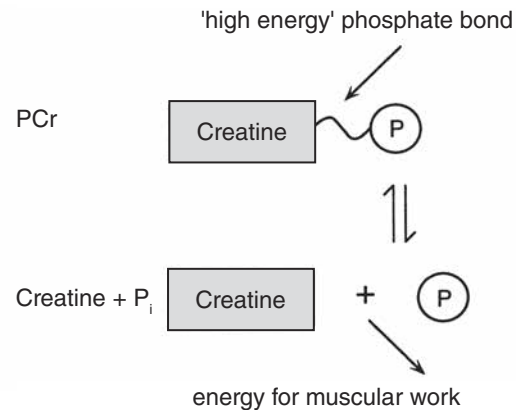 'high energy' phosphate bond
PCr
Creatine
P
Creatine + Pᵢ
Creatine
+
P
energy for muscular work